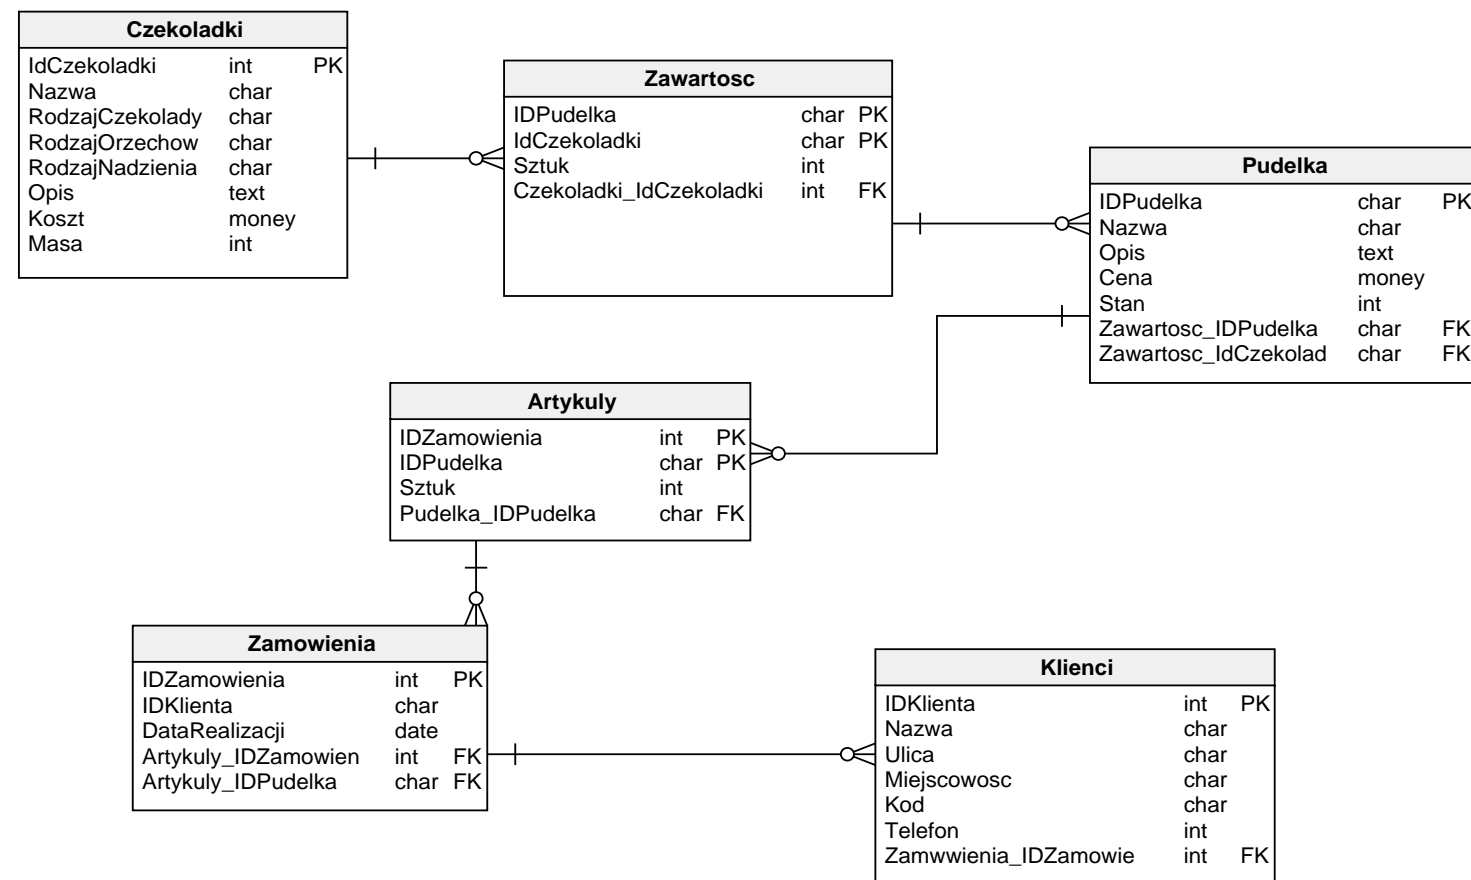 Czekoladki
IdCzekoladki int PK
Nazwa char
RodzajCzekolady char
RodzajOrzechow char
RodzajNadzienia char
Opis text
Koszt money
Masa int
Zawartosc
IDPudelka char PK
IdCzekoladki char PK
Sztuk int
Czekoladki_IdCzekoladki int FK
Pudelka
IDPudelka char PK
Nazwa char
Opis text
Cena money
Stan int
Zawartosc_IDPudelka char FK
Zawartosc_IdCzekolad char FK
Artykuly
IDZamowienia int PK
IDPudelka char PK
Sztuk int
Pudelka_IDPudelka char FK
Zamowienia
IDZamowienia int PK
IDKlienta char
DataRealizacji date
Artykuly_IDZamowien int FK
Artykuly_IDPudelka char FK
Klienci
IDKlienta int PK
Nazwa char
Ulica char
Miejscowosc char
Kod char
Telefon int
Zamwwienia_IDZamowie int FK